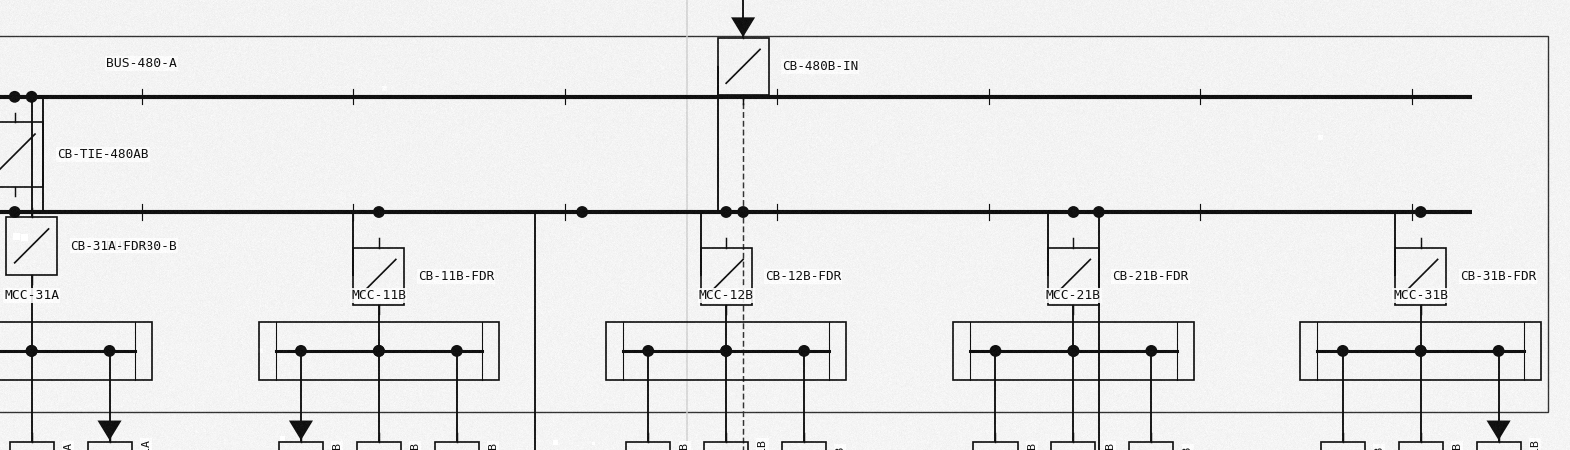 BUS-480-A
CB-480B-IN
CB-TIE-480AB
CB-31A-FDR
CB-11B-FDR
CB-12B-FDR
CB-21B-FDR
CB-31B-FDR
MCC-31A
MCC-11B
MCC-12B
MCC-21B
MCC-31B